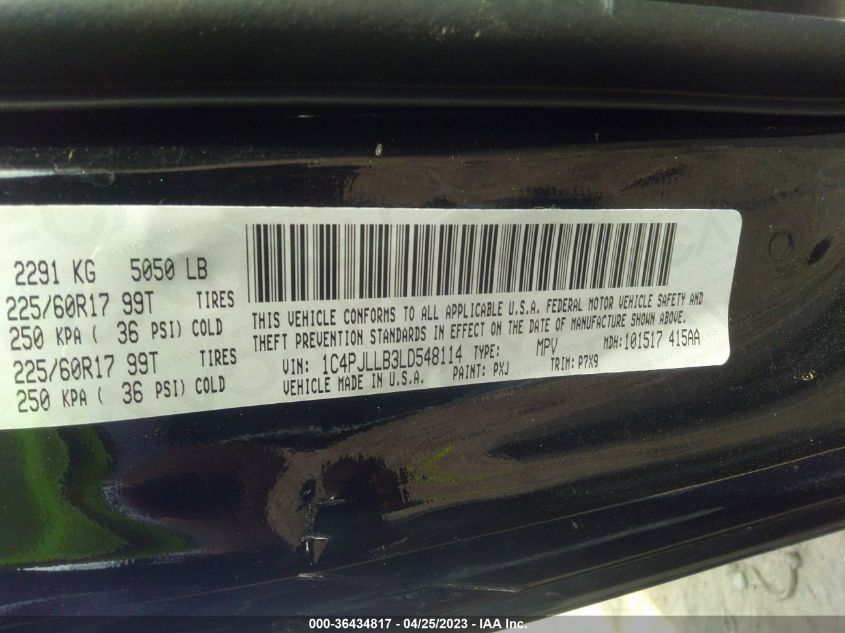 2291 KG 5050 LB
225/60R17 99T TIRES
250 KPA ( 36 PSI) COLD
225/60R17 99T TIRES
250 KPA ( 36 PSI) COLD
THIS VEHICLE CONFORMS TO ALL APPLICABLE U.S.A. FEDERAL MOTOR VEHICLE SAFETY AND
THEFT PREVENTION STANDARDS IN EFFECT ON THE DATE OF MANUFACTURE SHOWN ABOVE.
VIN: 1C4PJLLB3LD548114 TYPE: MPV MDH: 101517 415AA
VEHICLE MADE IN U.S.A. PAINT: PXJ TRIM: P7X9
000-36434817 - 04/25/2023 - IAA Inc.